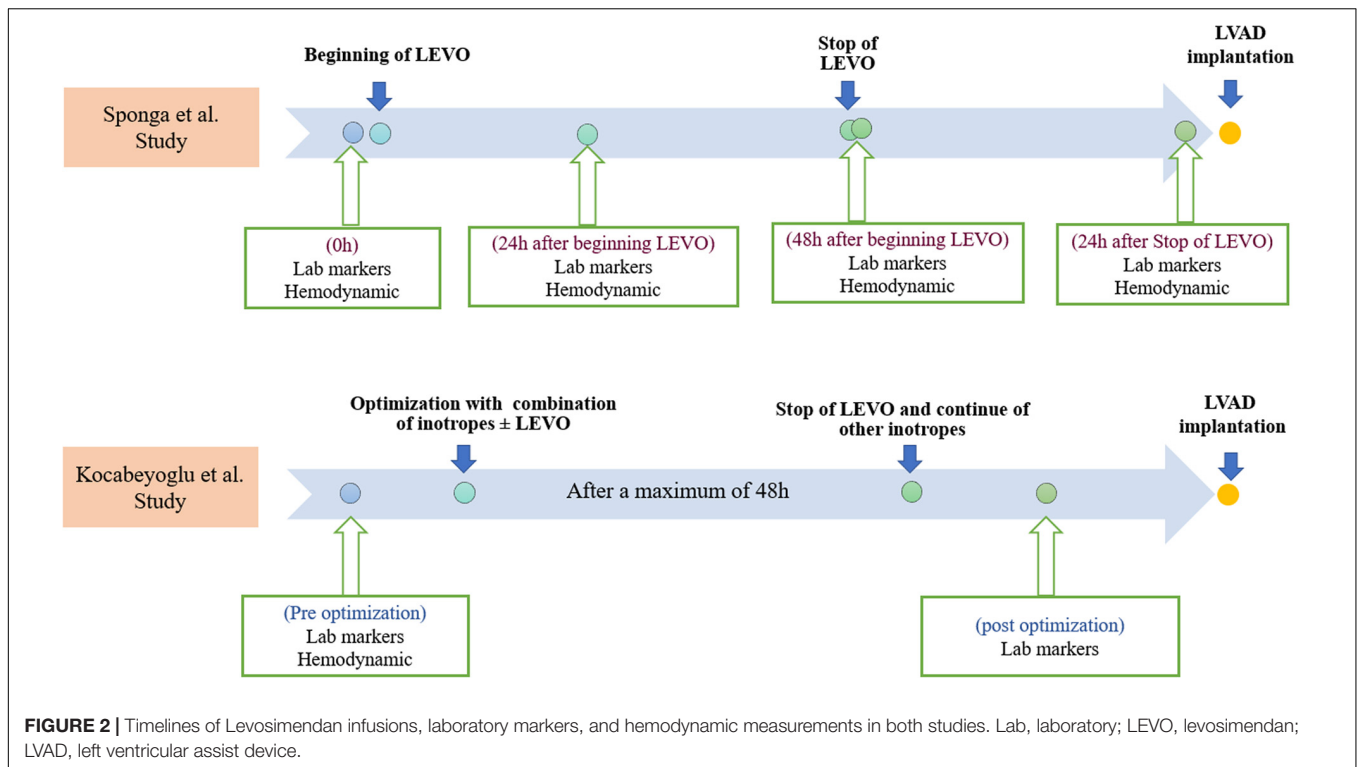 Beginning of LEVO
Stop of
LEVO
LVAD
implantation
Sponga et al.
Study
(0h)
Lab markers
Hemodynamic
(24h after beginning LEVO)
Lab markers
Hemodynamic
(48h after beginning LEVO)
Lab markers
Hemodynamic
(24h after Stop of LEVO)
Lab markers
Hemodynamic
Optimization with combination
of inotropes ± LEVO
Stop of LEVO and continue of
other inotropes
LVAD
implantation
Kocabeyoglu et al.
Study
After a maximum of 48h
(Pre optimization)
Lab markers
Hemodynamic
(post optimization)
Lab markers
FIGURE 2 | Timelines of Levosimendan infusions, laboratory markers, and hemodynamic measurements in both studies. Lab, laboratory; LEVO, levosimendan;
LVAD, left ventricular assist device.